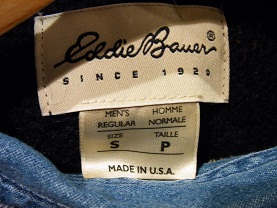 Eddie Bauer
SINCE 1920
MEN'S HOMME
REGULAR NORMALE
SIZE TAILLE
S P
MADE IN U.S.A.